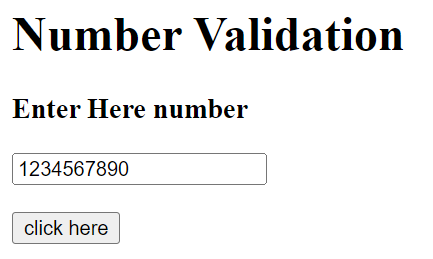 Number Validation
Enter Here number
1234567890
click here